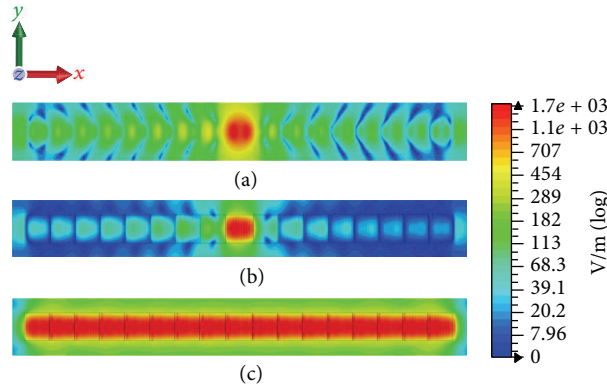 y
z
x
(a)
(b)
(c)
1.7e + 03
1.1e + 03
707
454
289
182
113
68.3
39.1
20.2
7.96
0
V/m (log)